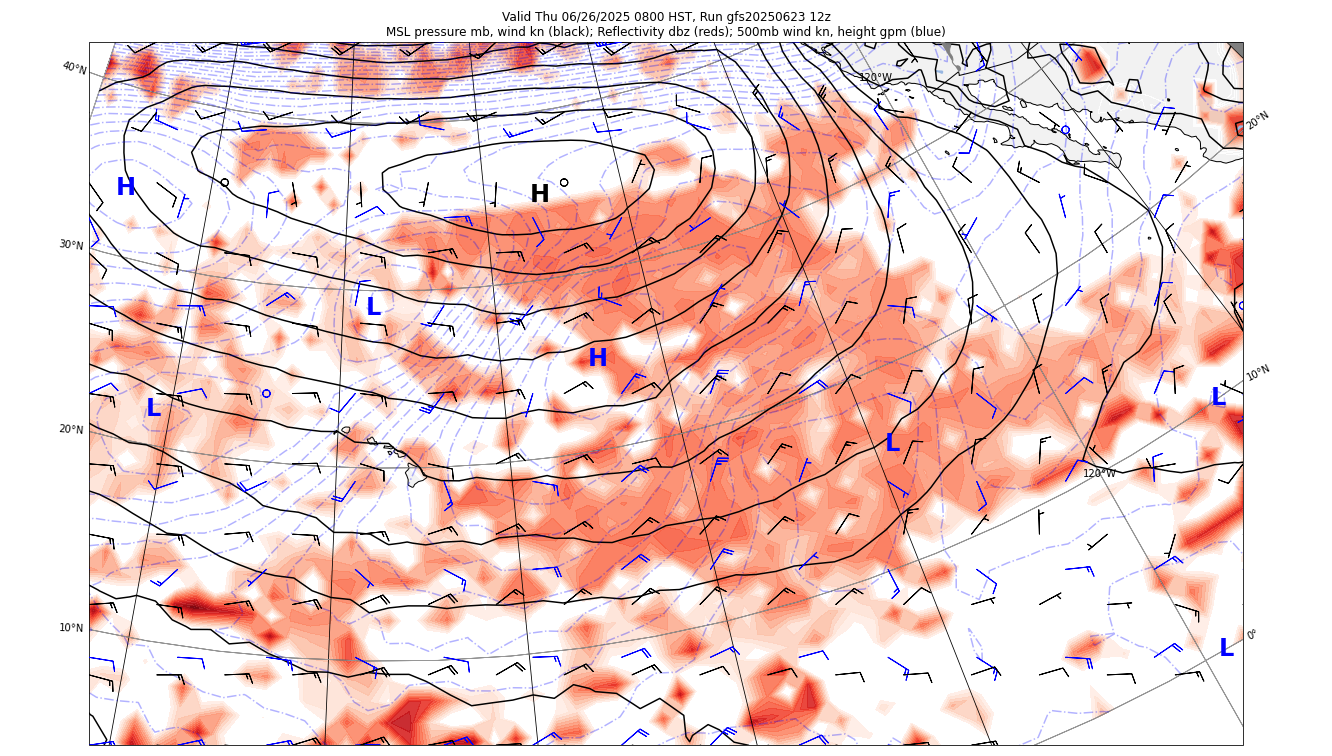 Valid Thu 06/26/2025 0800 HST, Run gfs20250623 12z
MSL pressure mb, wind kn (black); Reflectivity dbz (reds); 500mb wind kn, height gpm (blue)
40°N
120°W
20°N
H
H
30°N
L
H
10°N
L
L
L
20°N
120°W
10°N
0°
L